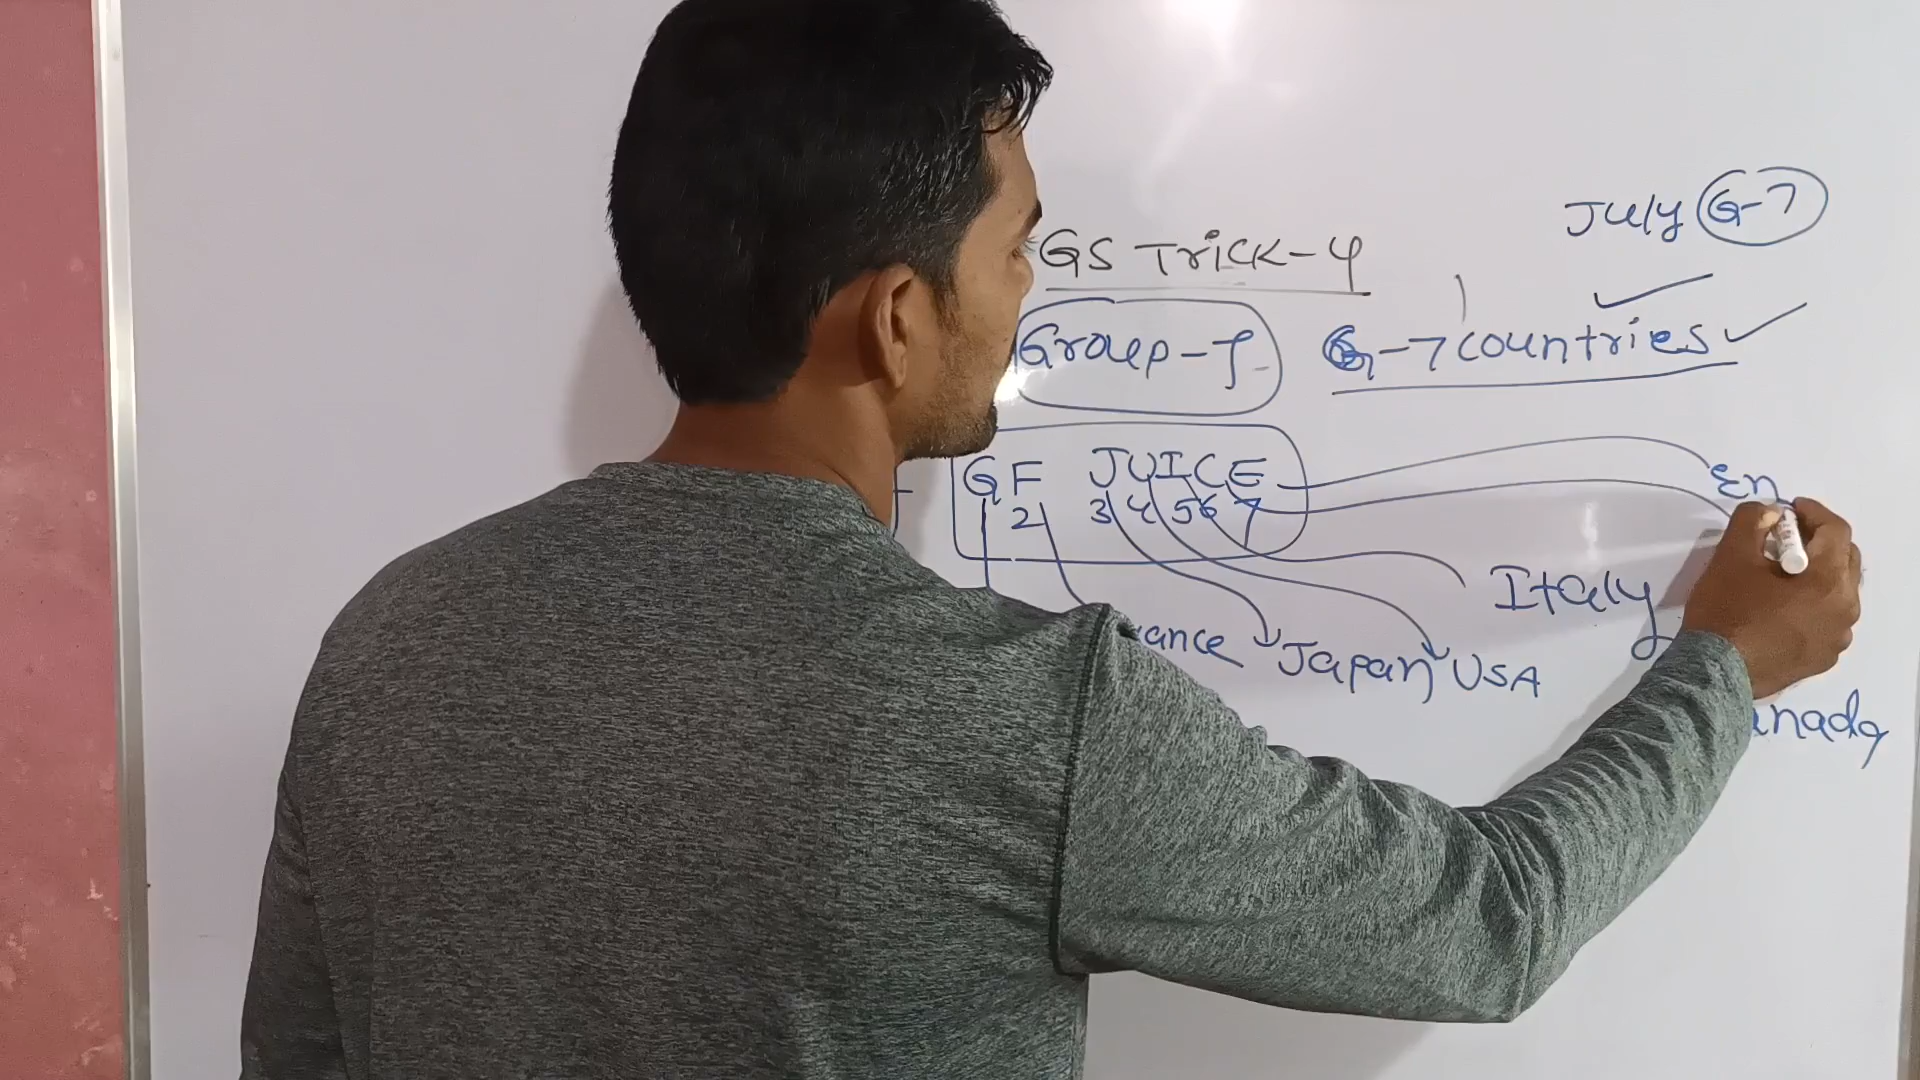 July G-7
GS Trick-4
Group-7
G-7 countries
GF JUICE
2 3 4 5 6 7
En
Italy
ance Japan USA
anada